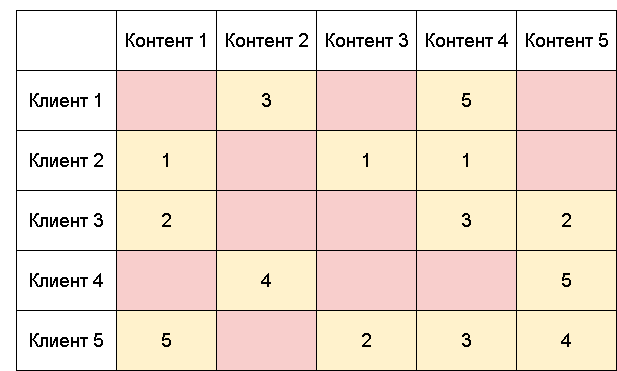 Контент 1 Контент 2 Контент 3 Контент 4 Контент 5
Клиент 1 3 5
Клиент 2 1 1 1
Клиент 3 2 3 2
Клиент 4 4 5
Клиент 5 5 2 3 4